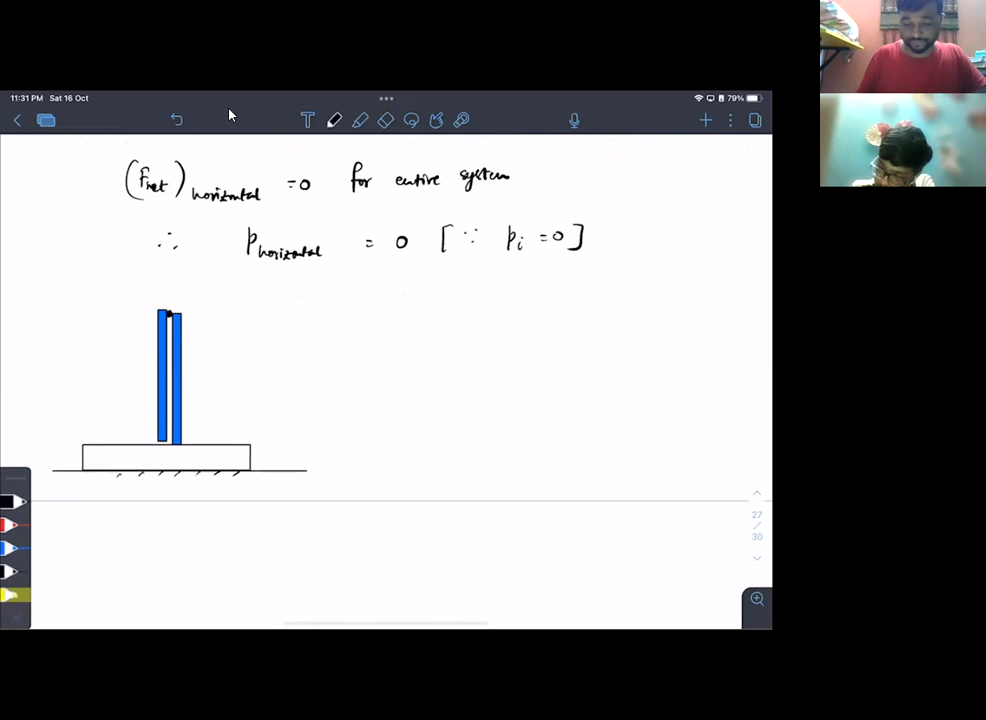 11:31 PM Sat 16 Oct
79%
T
(Fnet)horizontal =0 for entire system
∴ phorizontal = 0 [∵ pi =0]
27
/
30